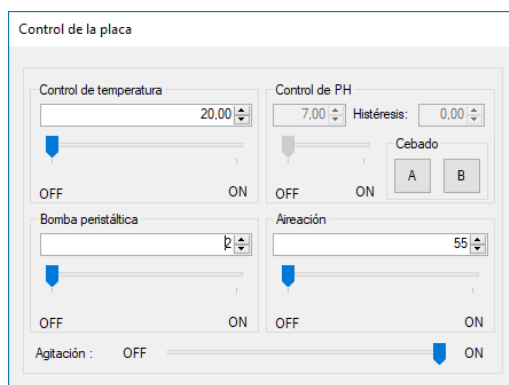 Control de la placa
Control de temperatura
20,00
OFF ON
Control de PH
7,00 Histéresis: 0,00
Cebado
A B
OFF ON
Bomba peristáltica
2
OFF ON
Aireación
55
OFF ON
Agitación : OFF ON